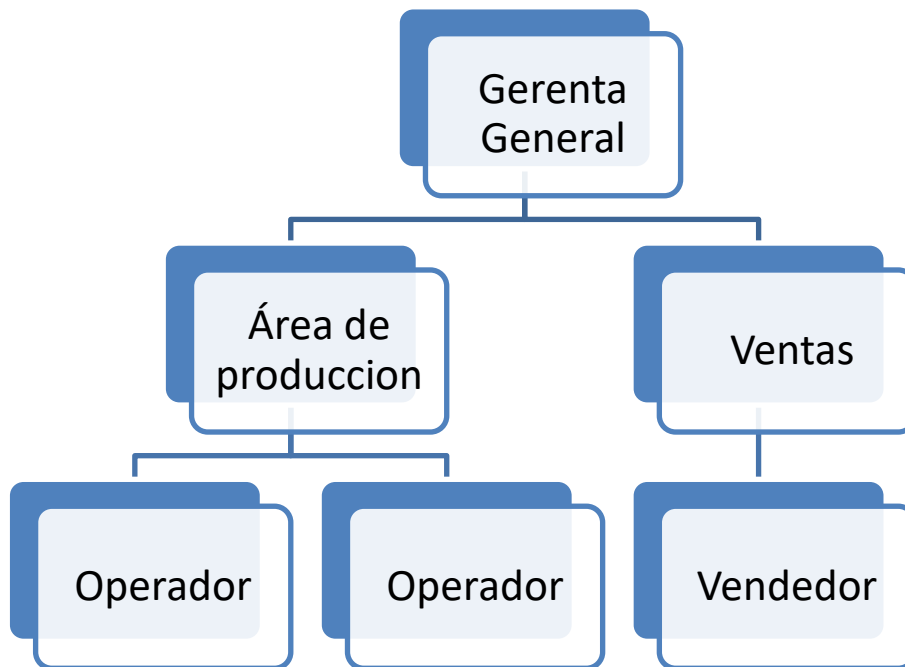 Gerenta
General
Área de
produccion
Ventas
Operador
Operador
Vendedor